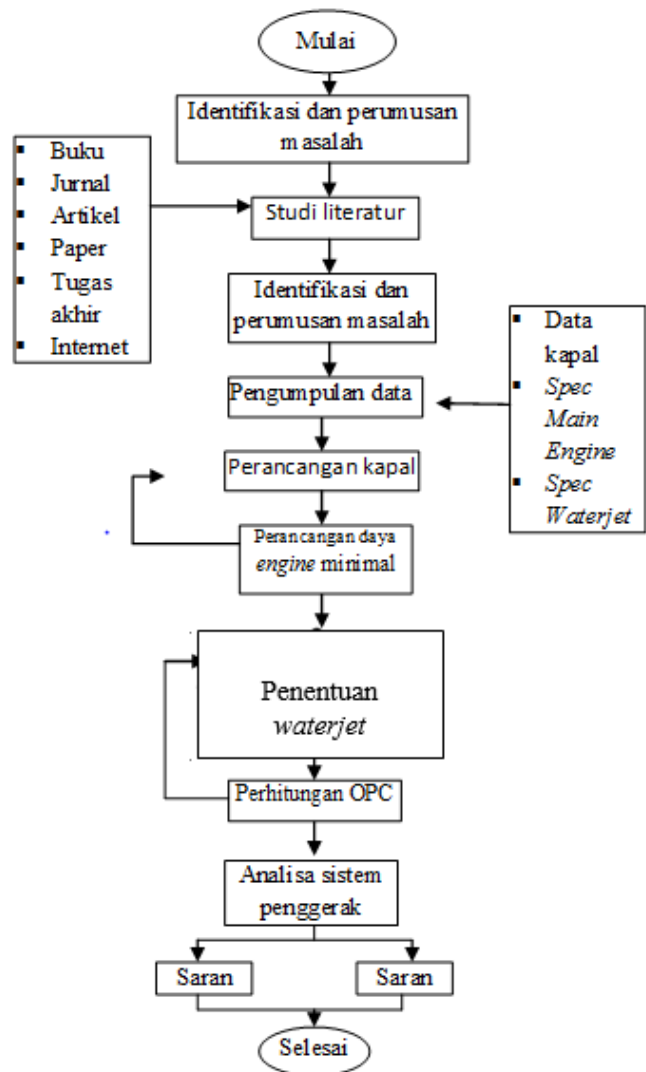 Mulai
Identifikasi dan perumusan
masalah
▪ Buku
▪ Jurnal
▪ Artikel
▪ Paper
▪ Tugas
akhir
▪ Internet
Studi literatur
Identifikasi dan
perumusan masalah
▪ Data
kapal
▪ Spec
Main
Engine
▪ Spec
Waterjet
Pengumpulan data
Perancangan kapal
Perancangan daya
engine minimal
Penentuan
waterjet
Perhitungan OPC
Analisa sistem
penggerak
Saran
Saran
Selesai